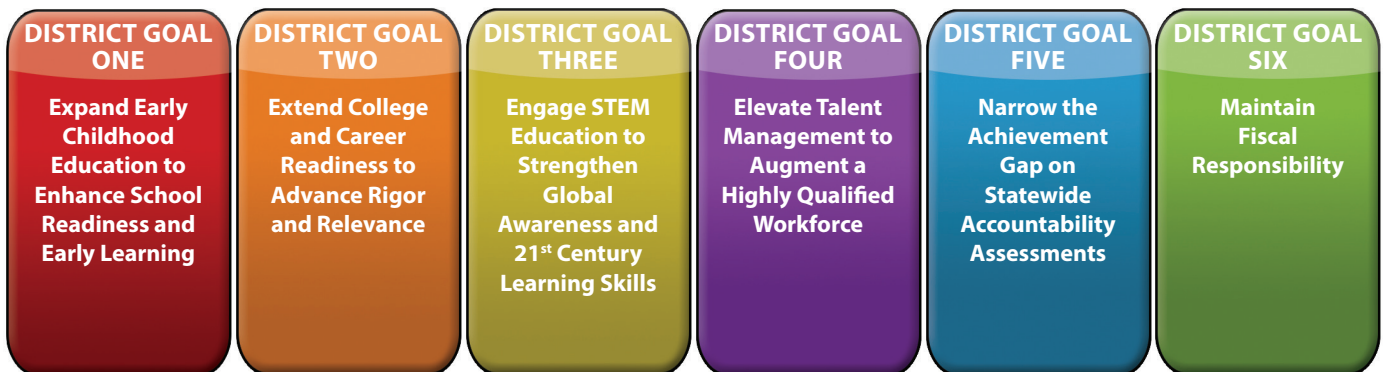 DISTRICT GOAL
ONE
Expand Early
Childhood
Education to
Enhance School
Readiness and
Early Learning
DISTRICT GOAL
TWO
Extend College
and Career
Readiness to
Advance Rigor
and Relevance
DISTRICT GOAL
THREE
Engage STEM
Education to
Strengthen
Global
Awareness and
21st Century
Learning Skills
DISTRICT GOAL
FOUR
Elevate Talent
Management to
Augment a
Highly Qualified
Workforce
DISTRICT GOAL
FIVE
Narrow the
Achievement
Gap on
Statewide
Accountability
Assessments
DISTRICT GOAL
SIX
Maintain
Fiscal
Responsibility